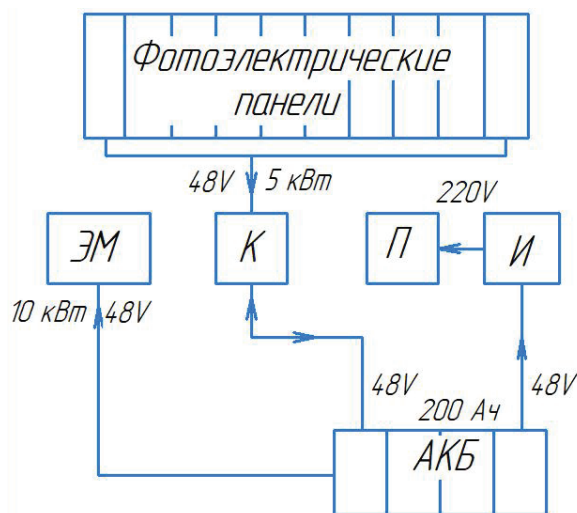 Фотоэлектрические
панели
48V 5 кВт
220V
ЭМ К П И
10 кВт 48V
48V 48V
200 Ач
АКБ